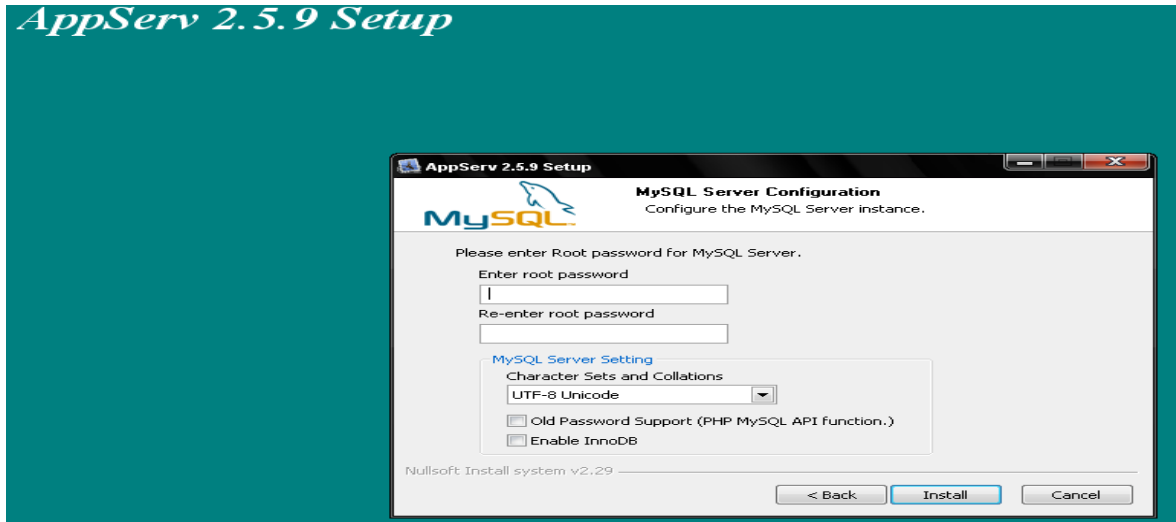 AppServ 2.5.9 Setup
AppServ 2.5.9 Setup
MySQL Server Configuration
Configure the MySQL Server instance.
MySQL
Please enter Root password for MySQL Server.
Enter root password
Re-enter root password
MySQL Server Setting
Character Sets and Collations
UTF-8 Unicode
Old Password Support (PHP MySQL API function.)
Enable InnoDB
Nullsoft Install system v2.29
< Back Install Cancel